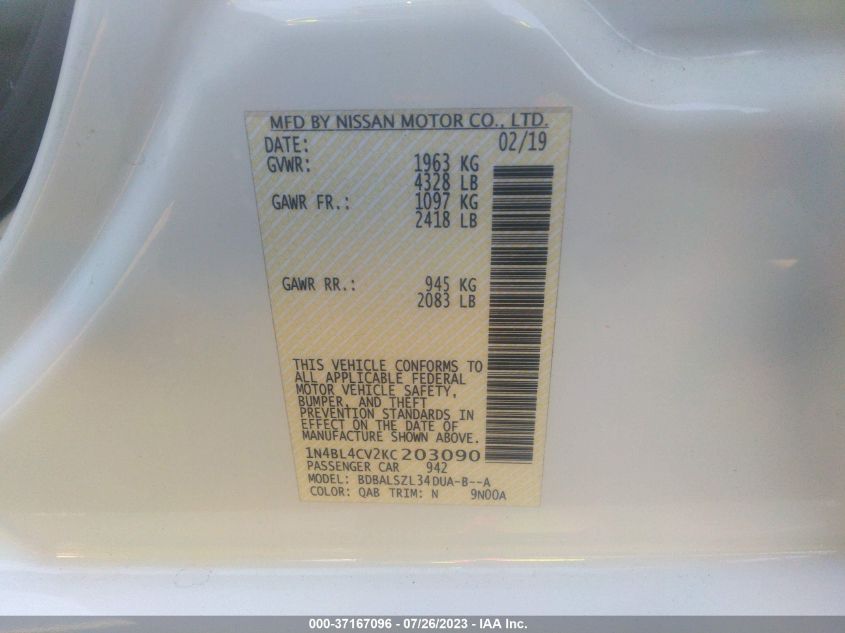 MFD BY NISSAN MOTOR CO., LTD.
DATE: 02/19
GVWR: 1963 KG
4328 LB
GAWR FR.: 1097 KG
2418 LB
GAWR RR.: 945 KG
2083 LB
THIS VEHICLE CONFORMS TO
ALL APPLICABLE FEDERAL
MOTOR VEHICLE SAFETY,
BUMPER, AND THEFT
PREVENTION STANDARDS IN
EFFECT ON THE DATE OF
MANUFACTURE SHOWN ABOVE.
1N4BL4CV2KC203090
PASSENGER CAR 942
MODEL: BDBALSZL34DUA-B--A
COLOR: QAB TRIM: N 9N00A
000-37167096 - 07/26/2023 - IAA Inc.